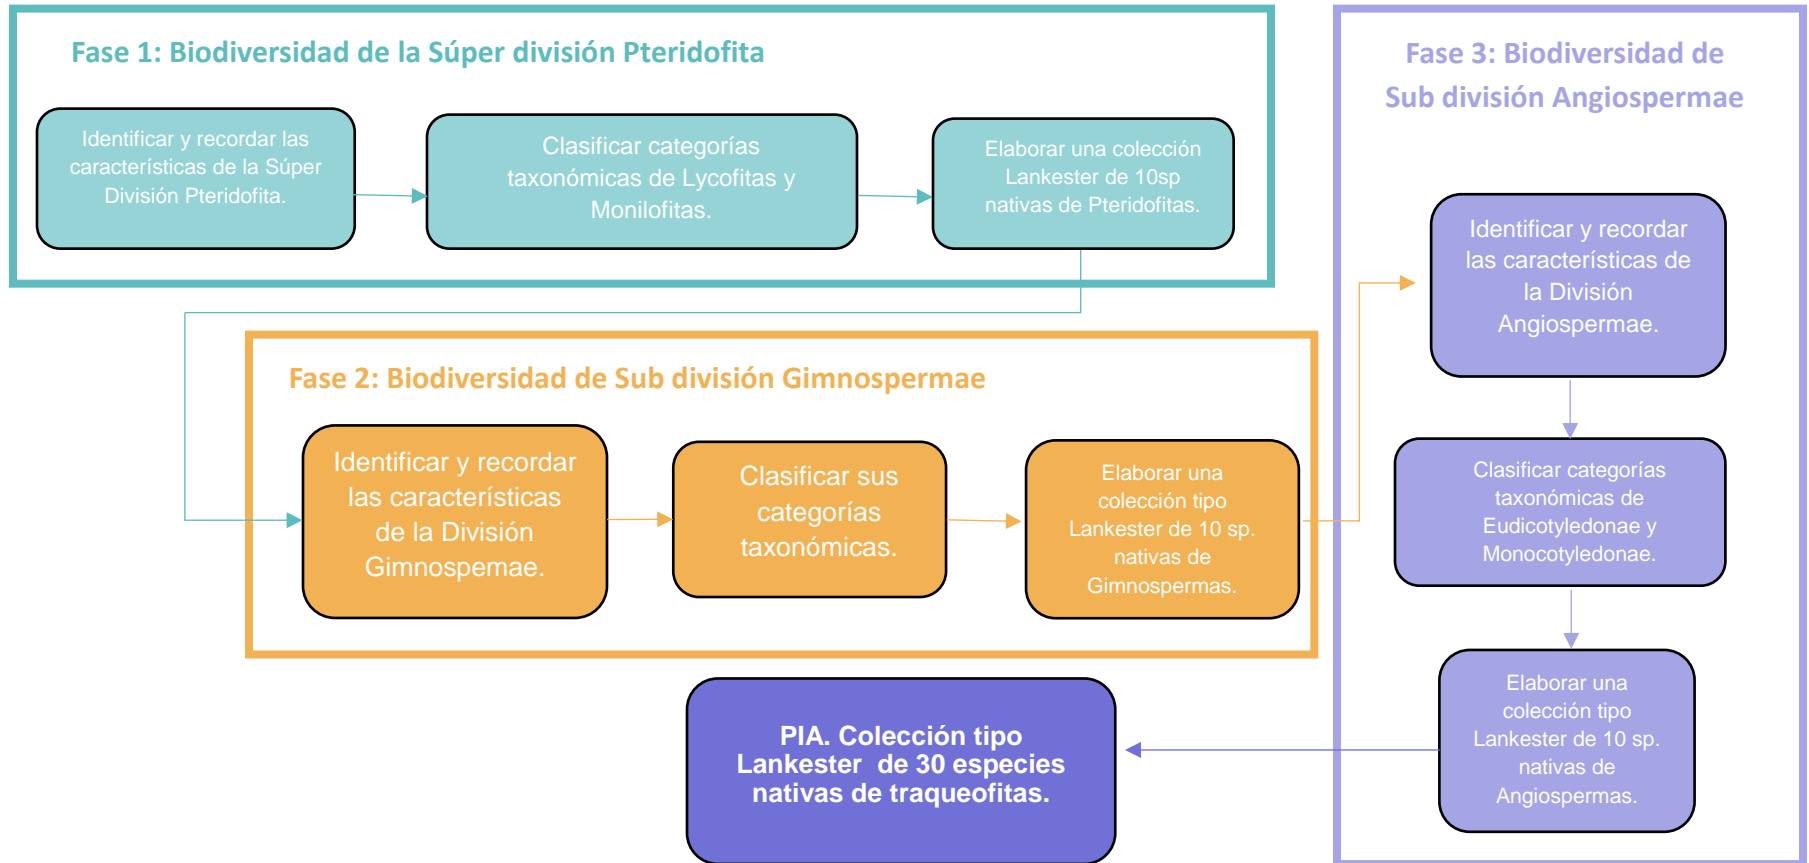 Fase 1: Biodiversidad de la Súper división Pteridofita
Identificar y recordar las
características de la Súper
División Pteridofita.
Clasificar categorías
taxonómicas de Lycofitas y
Monilofitas.
Elaborar una colección
Lankester de 10sp
nativas de Pteridofitas.
Fase 2: Biodiversidad de Sub división Gimnospermae
Identificar y recordar
las características
de la División
Gimnospemae.
Clasificar sus
categorías
taxonómicas.
Elaborar una
colección tipo
Lankester de 10 sp.
nativas de
Gimnospermas.
Fase 3: Biodiversidad de
Sub división Angiospermae
Identificar y recordar
las características de
la División
Angiospermae.
Clasificar categorías
taxonómicas de
Eudicotyledonae y
Monocotyledonae.
Elaborar una
colección tipo
Lankester de 10 sp.
nativas de
Angiospermas.
PIA. Colección tipo
Lankester de 30 especies
nativas de traqueofitas.